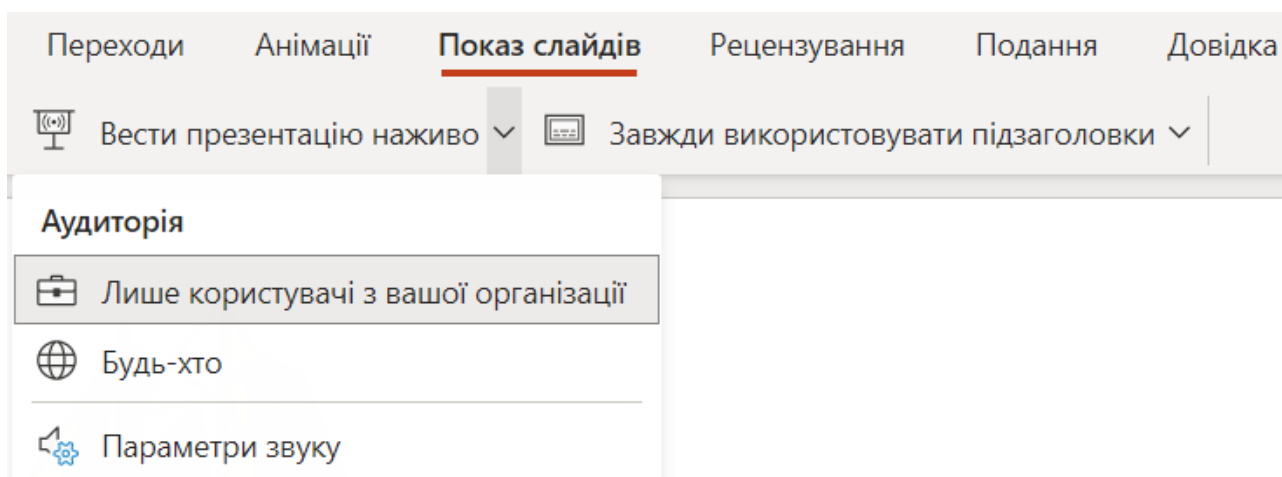 Переходи Анімації Показ слайдів Рецензування Подання Довідка
Вести презентацію наживо Завжди використовувати підзаголовки
Аудиторія
Лише користувачі з вашої організації
Будь-хто
Параметри звуку